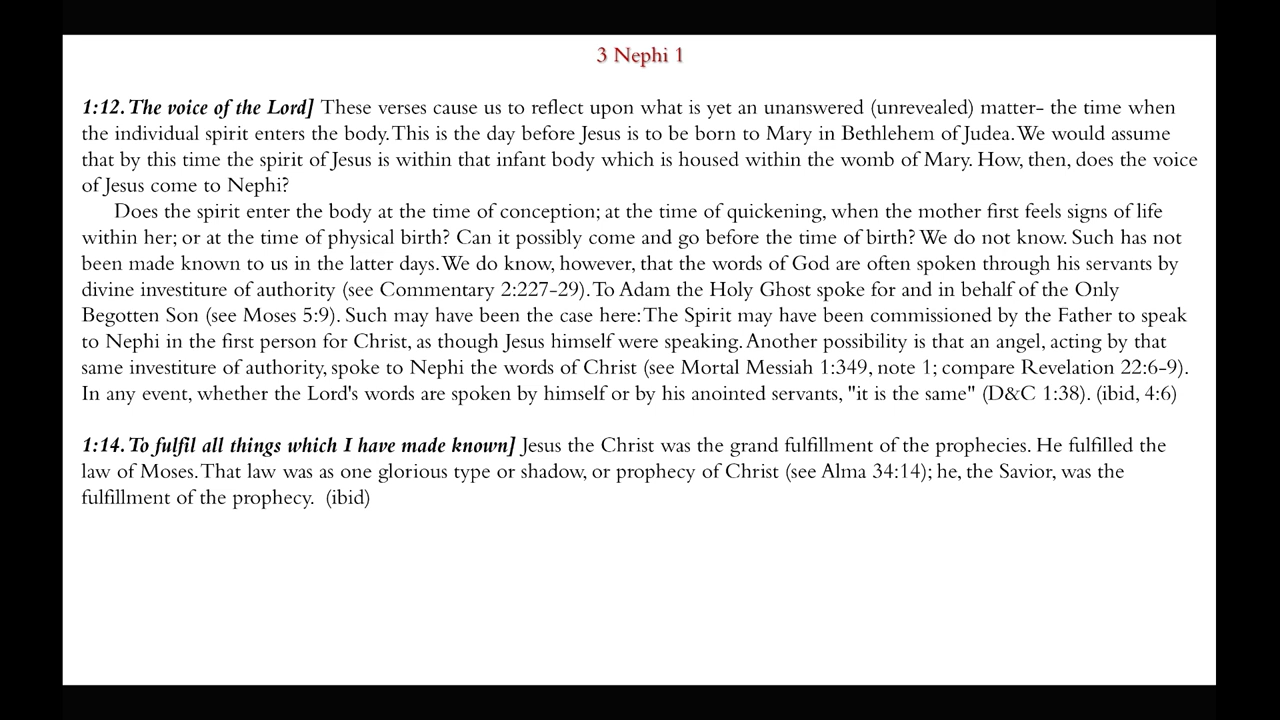 3 Nephi 1
1:12. The voice of the Lord] These verses cause us to reflect upon what is yet an unanswered (unrevealed) matter- the time when
the individual spirit enters the body. This is the day before Jesus is to be born to Mary in Bethlehem of Judea. We would assume
that by this time the spirit of Jesus is within that infant body which is housed within the womb of Mary. How, then, does the voice
of Jesus come to Nephi?
Does the spirit enter the body at the time of conception; at the time of quickening, when the mother first feels signs of life
within her; or at the time of physical birth? Can it possibly come and go before the time of birth? We do not know. Such has not
been made known to us in the latter days. We do know, however, that the words of God are often spoken through his servants by
divine investiture of authority (see Commentary 2:227-29). To Adam the Holy Ghost spoke for and in behalf of the Only
Begotten Son (see Moses 5:9). Such may have been the case here: The Spirit may have been commissioned by the Father to speak
to Nephi in the first person for Christ, as though Jesus himself were speaking. Another possibility is that an angel, acting by that
same investiture of authority, spoke to Nephi the words of Christ (see Mortal Messiah 1:349, note 1; compare Revelation 22:6-9).
In any event, whether the Lord's words are spoken by himself or by his anointed servants, "it is the same" (D&C 1:38). (ibid, 4:6)
1:14. To fulfil all things which I have made known] Jesus the Christ was the grand fulfillment of the prophecies. He fulfilled the
law of Moses. That law was as one glorious type or shadow, or prophecy of Christ (see Alma 34:14); he, the Savior, was the
fulfillment of the prophecy.  (ibid)